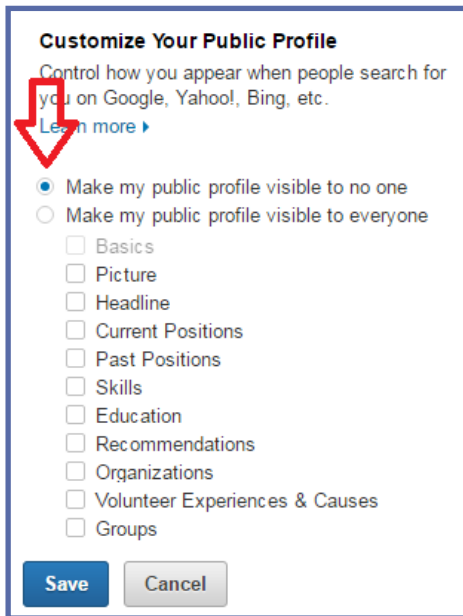 Customize Your Public Profile
Control how you appear when people search for
you on Google, Yahoo!, Bing, etc.
Learn more
Make my public profile visible to no one
Make my public profile visible to everyone
Basics
Picture
Headline
Current Positions
Past Positions
Skills
Education
Recommendations
Organizations
Volunteer Experiences & Causes
Groups
Save Cancel